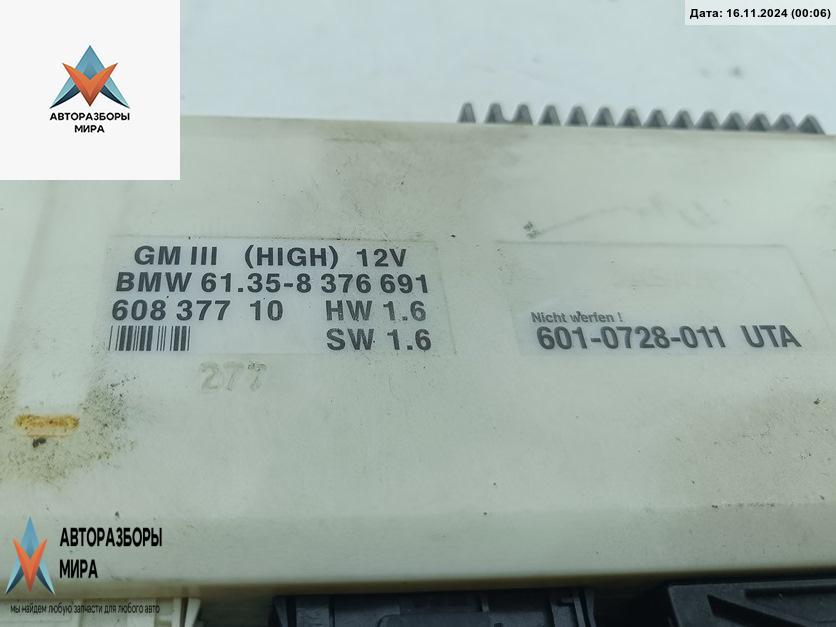 Дата: 16.11.2024 (00:06)
АВТОРАЗБОРЫ
МИРА
GM III (HIGH) 12V
BMW 61.35-8 376 691
608 377 10 HW 1.6
SW 1.6
277
Nicht werfen !
601-0728-011 UTA
АВТОРАЗБОРЫ
МИРА
мы найдем любую запчасти для любого авто